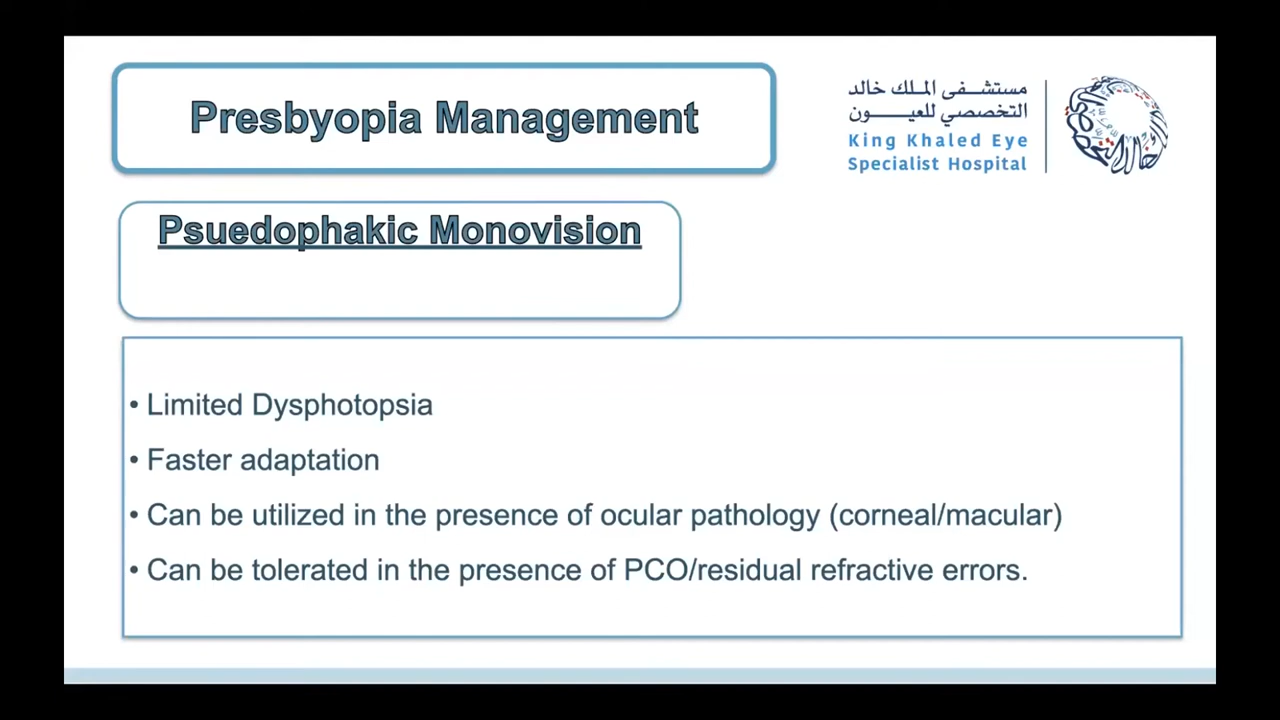 Presbyopia Management
مستشفى الملك خالد
التخصصي للعيون
King Khaled Eye
Specialist Hospital
Psuedophakic Monovision
• Limited Dysphotopsia
• Faster adaptation
• Can be utilized in the presence of ocular pathology (corneal/macular)
• Can be tolerated in the presence of PCO/residual refractive errors.